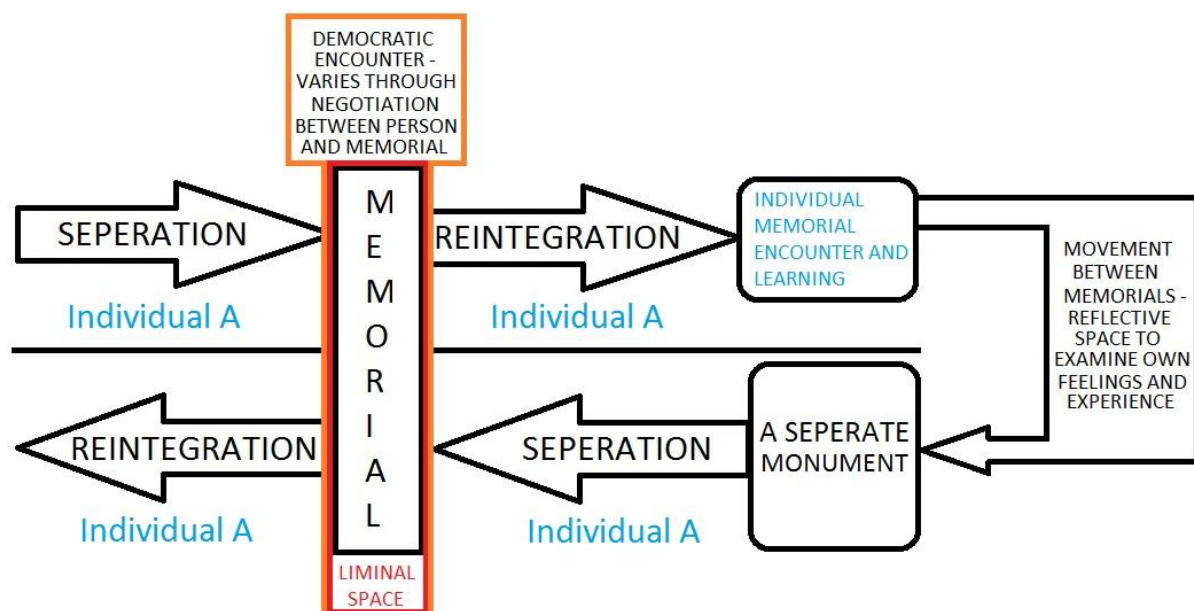 DEMOCRATIC
ENCOUNTER -
VARIES THROUGH
NEGOTIATION
BETWEEN PERSON
AND MEMORIAL
SEPERATION
Individual A
MEMORIAL
LIMINAL
SPACE
REINTEGRATION
Individual A
INDIVIDUAL
MEMORIAL
ENCOUNTER AND
LEARNING
MOVEMENT
BETWEEN
MEMORIALS -
REFLECTIVE
SPACE TO
EXAMINE OWN
FEELINGS AND
EXPERIENCE
A SEPERATE
MONUMENT
SEPERATION
Individual A
REINTEGRATION
Individual A